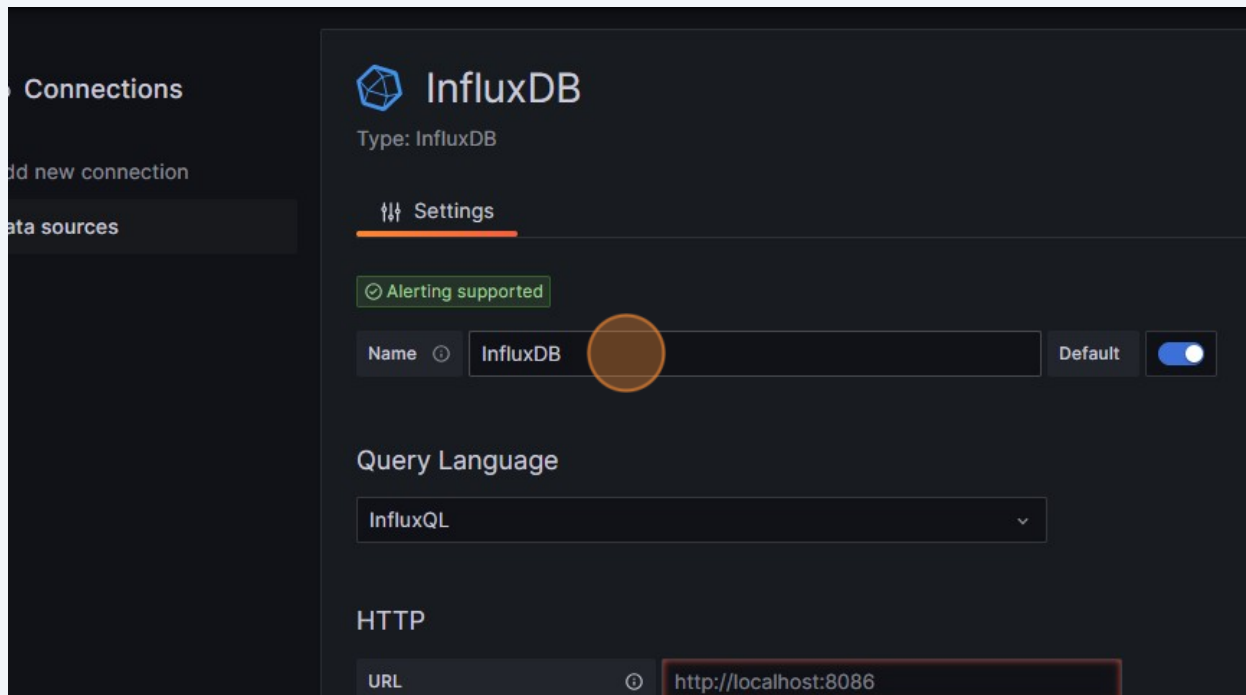 Connections
dd new connection
ata sources
InfluxDB
Type: InfluxDB
Settings
Alerting supported
Name
InfluxDB
Default
Query Language
InfluxQL
HTTP
URL
http://localhost:8086